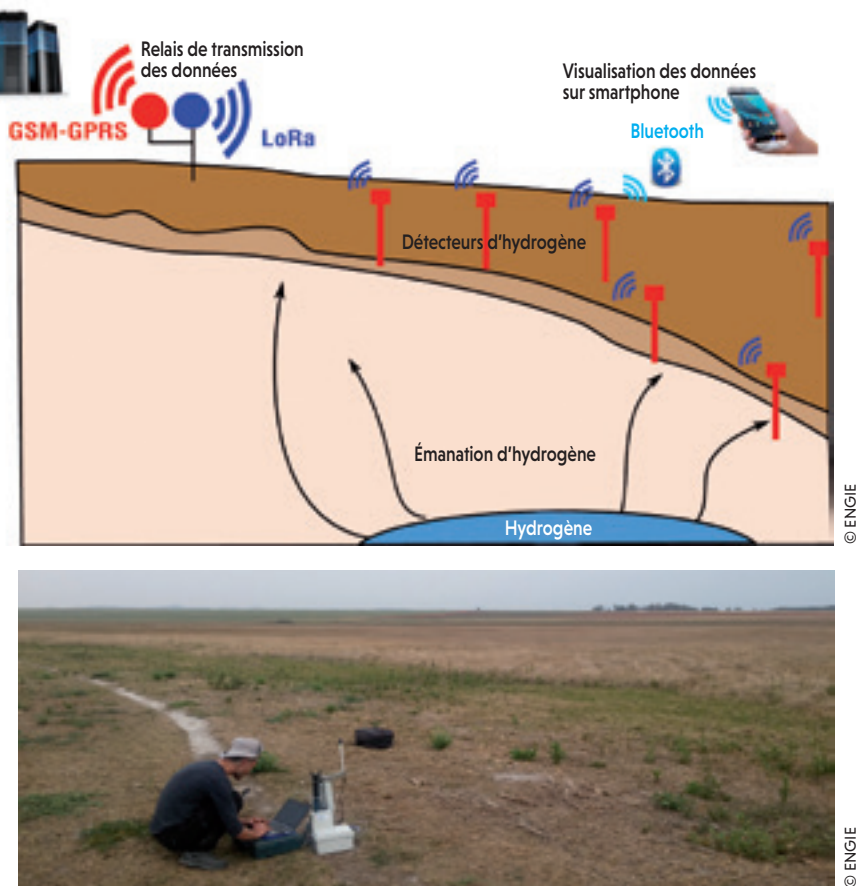 Relais de transmission
des données
GSM-GPRS
LoRa
Visualisation des données
sur smartphone
Bluetooth
Détecteurs d'hydrogène
Émanation d'hydrogène
Hydrogène
© ENGIE
© ENGIE